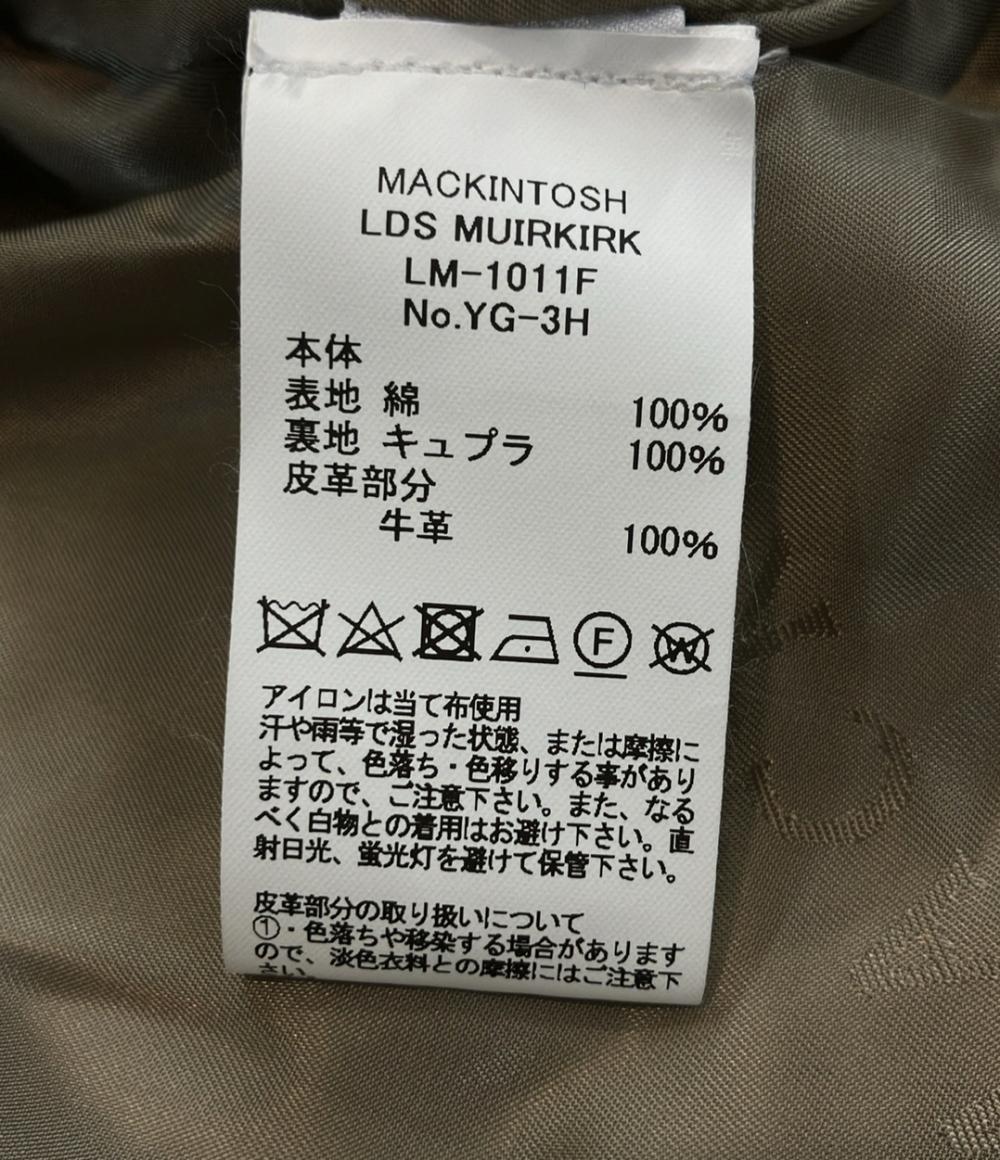 MACKINTOSH
LDS MUIRKIRK
LM-1011F
No.YG-3H
本体
表地 綿 100%
裏地 キュプラ 100%
皮革部分
牛革 100%
F W
アイロンは当て布使用
汗や雨等で湿った状態、または摩擦に
よって、色落ち・色移りする事があり
ますので、ご注意下さい。また、なる
べく白物との着用はお避け下さい。直
射日光、蛍光灯を避けて保管下さい。
皮革部分の取り扱いについて
①・色落ちや移染する場合があります
ので、淡色衣料との摩擦にはご注意下
さい。